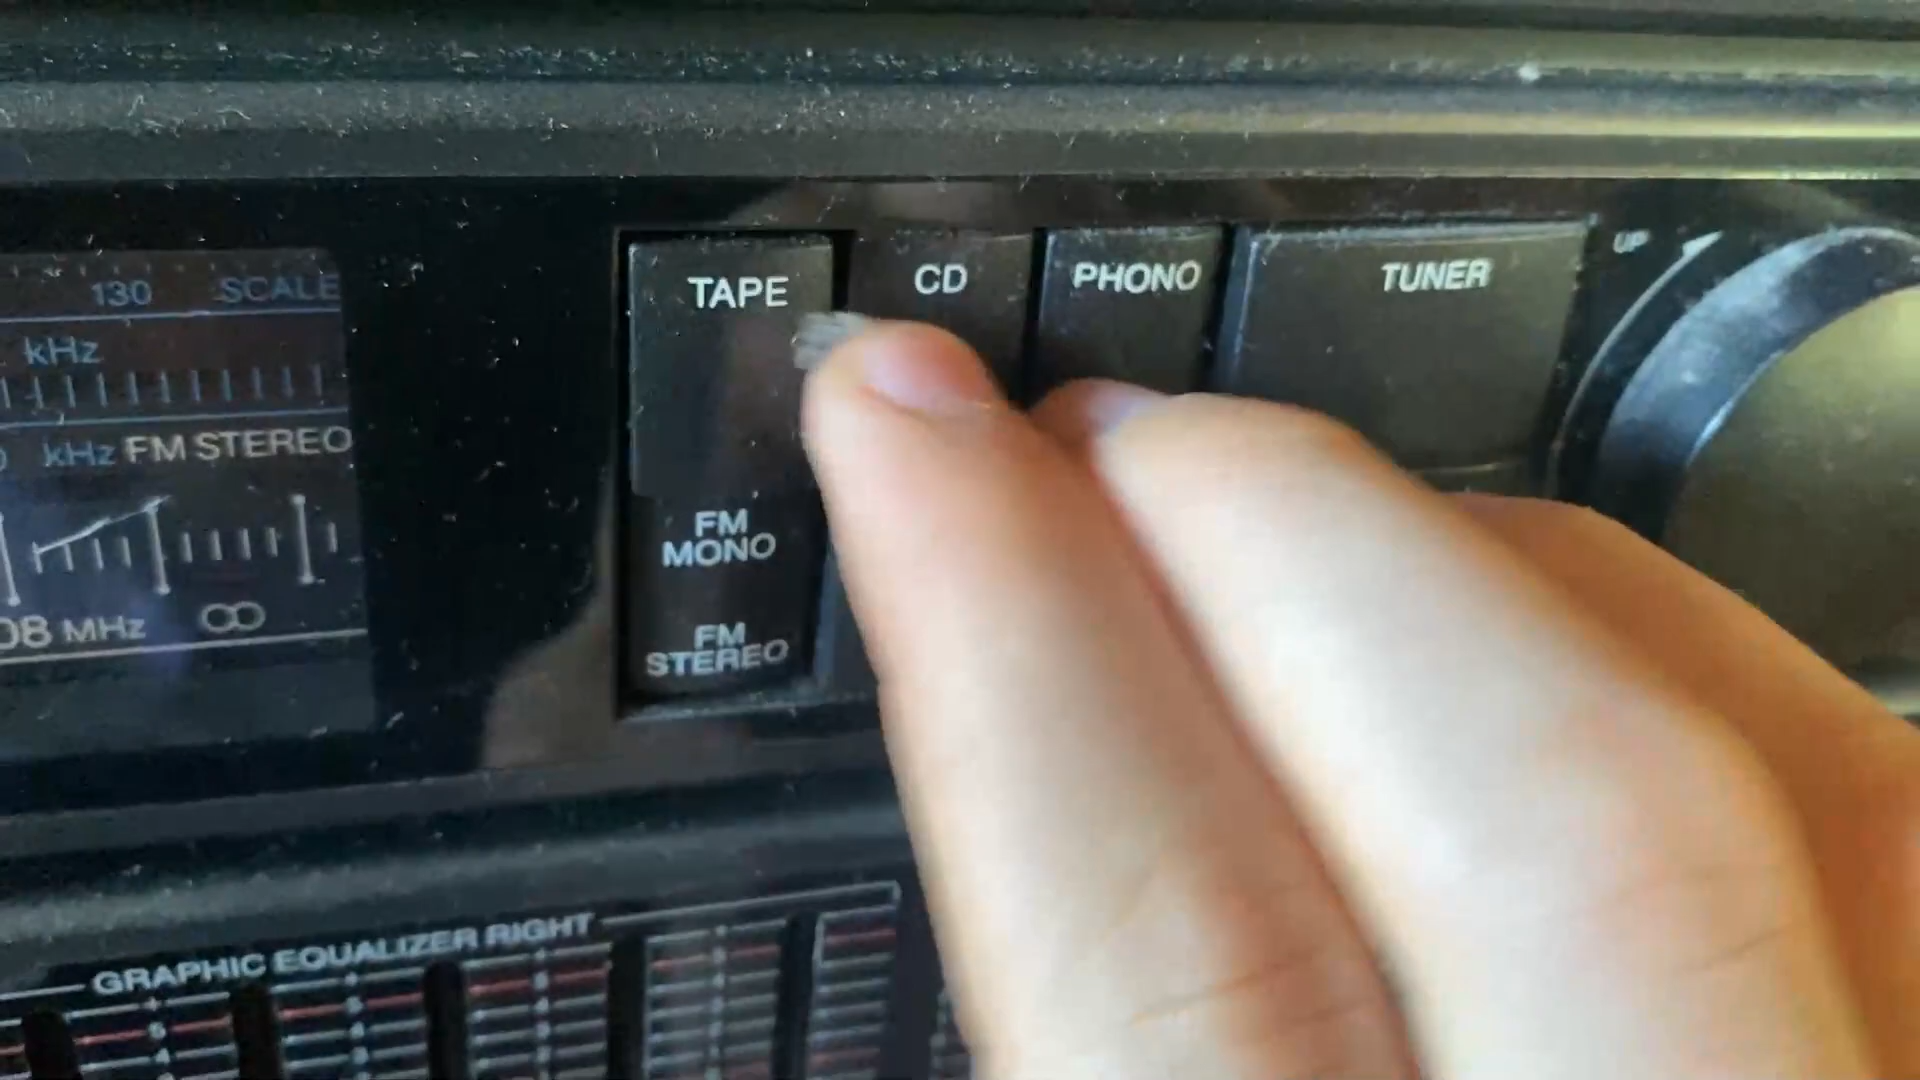 130 SCALE
kHz
kHz FM STEREO
08 MHz
TAPE
CD
PHONO
TUNER
UP
FM
MONO
FM
STEREO
GRAPHIC EQUALIZER RIGHT